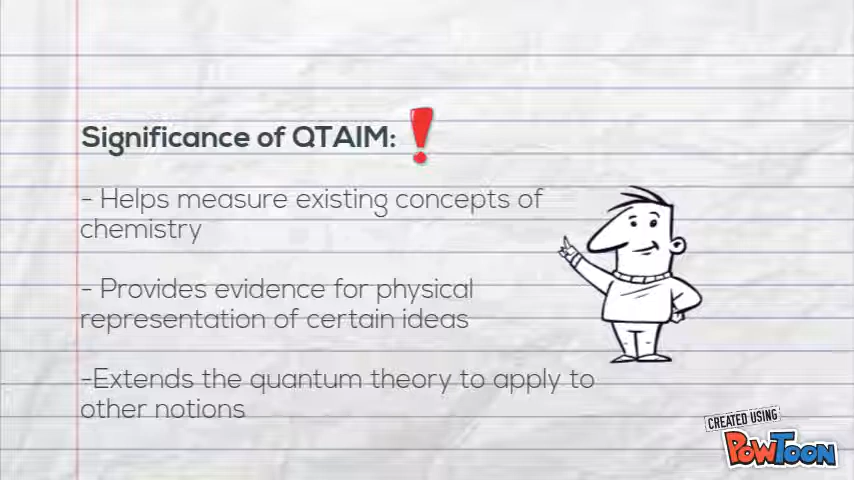 Significance of QTAIM:
- Helps measure existing concepts of
chemistry
- Provides evidence for physical
representation of certain ideas
-Extends the quantum theory to apply to
other notions
CREATED USING
POWTOON